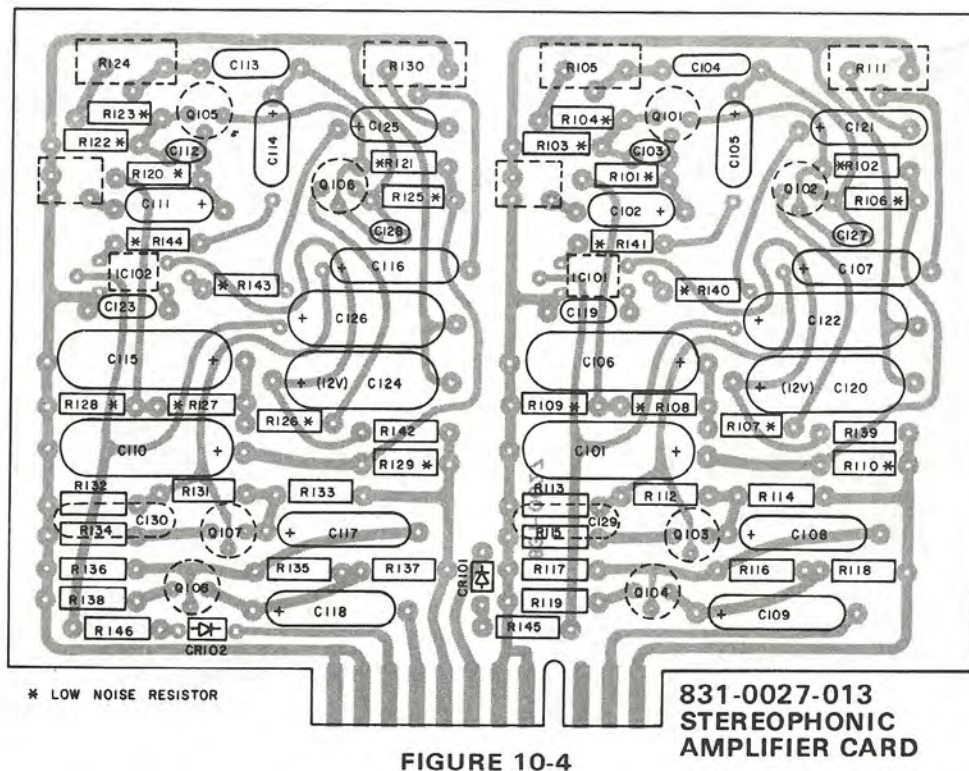 R124 C113 R130 R105 C104 R111
R123* Q105 C125 R104* Q101 C121
R122* C112 C114 *R121 R103* C103 C105 *R102
R120 * Q106 R125* R101* Q102 R106*
C111 + C102 +
* R144 C128 * R141 C127
IC102 * R143 + C116 IC101 * R140 + C107
C123 + C126 C119 + C122
C115 + C106 +
+ (12V) C124 + (12V) C120
R128 * * R127 R126* R109* * R108 R107*
R142 R139
C110 + R129* C101 + R110*
R132 R131 R133 R113 R112 R114
C130 C129
R134 Q107 + C117 R115 Q103 + C108
R136 R135 R137 CR101 R117 R116 R118
R138 Q108 + C118 R119 Q104 C109
R146 R145
CR102
* LOW NOISE RESISTOR
831-0027-013
STEREOPHONIC
AMPLIFIER CARD
FIGURE 10-4